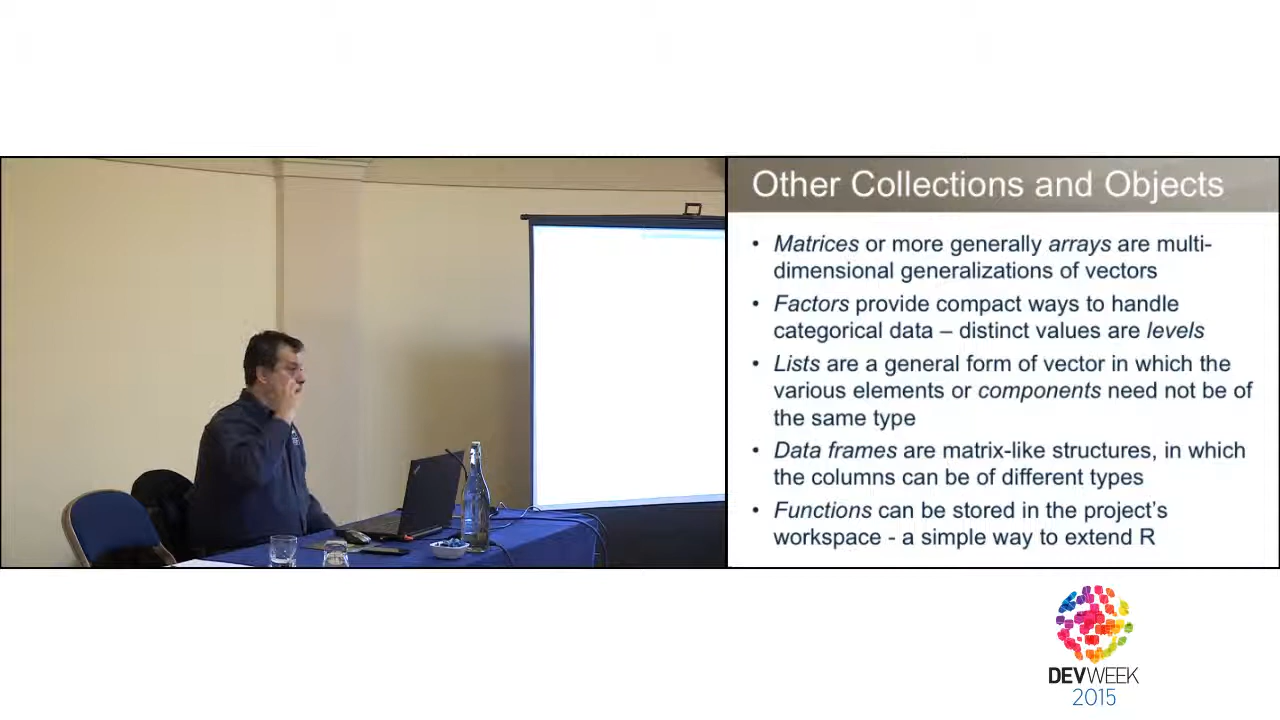 Other Collections and Objects
• Matrices or more generally arrays are multi-
dimensional generalizations of vectors
• Factors provide compact ways to handle
categorical data – distinct values are levels
• Lists are a general form of vector in which the
various elements or components need not be of
the same type
• Data frames are matrix-like structures, in which
the columns can be of different types
• Functions can be stored in the project's
workspace - a simple way to extend R
DEVWEEK
2015